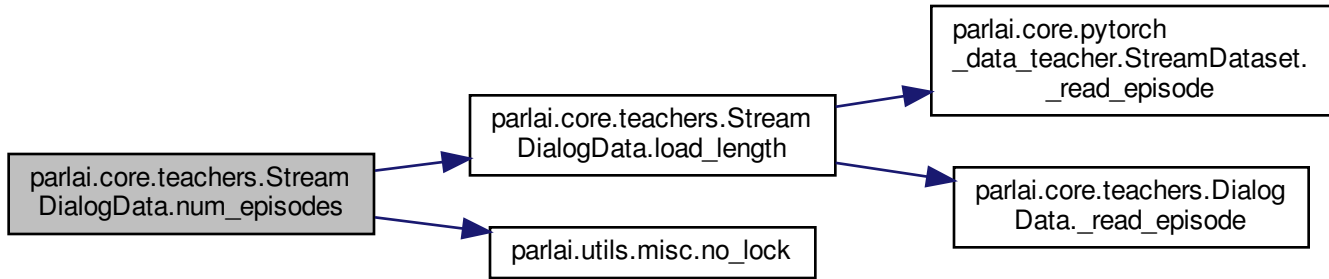 parlai.core.teachers.Stream
DialogData.num_episodes
parlai.core.teachers.Stream
DialogData.load_length
parlai.utils.misc.no_lock
parlai.core.pytorch
_data_teacher.StreamDataset.
_read_episode
parlai.core.teachers.Dialog
Data._read_episode